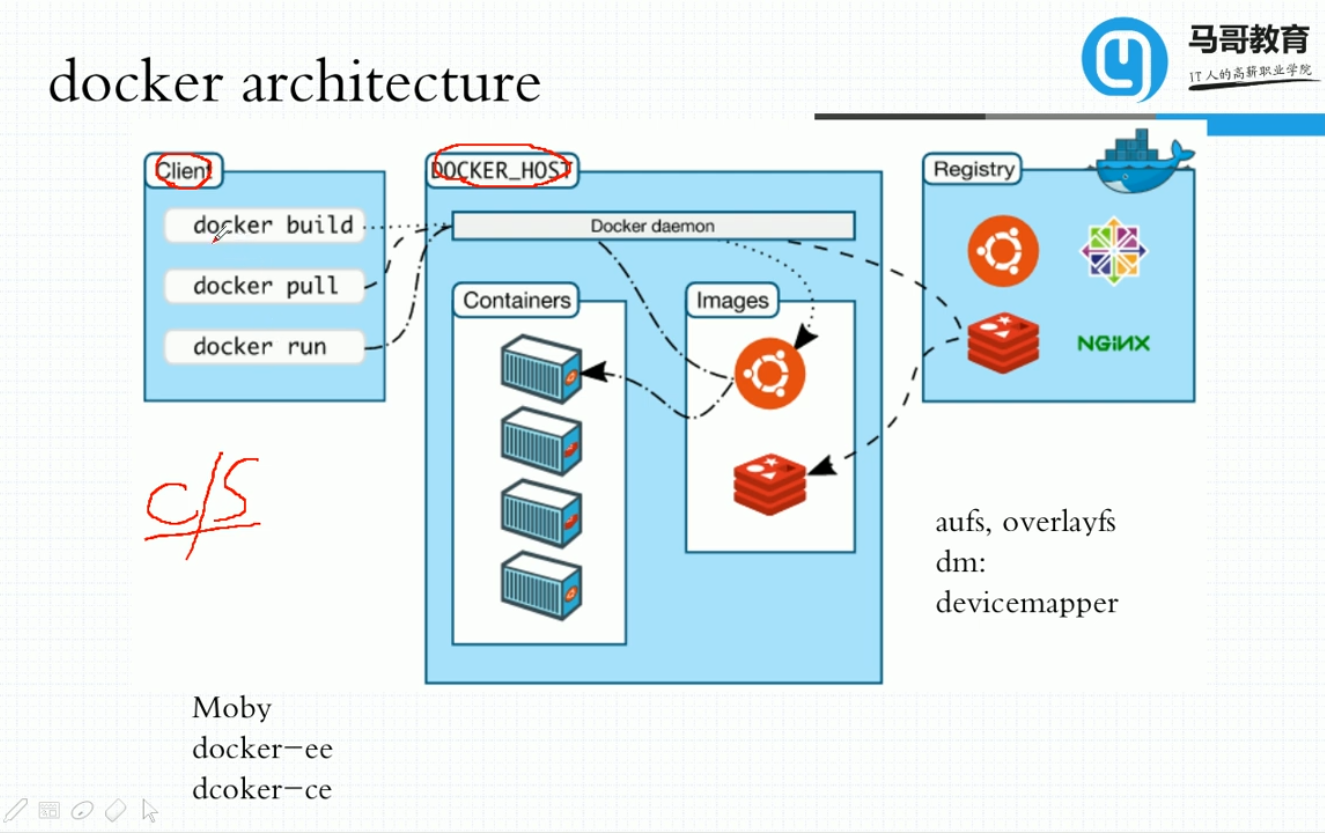 docker architecture
马哥教育
IT人的高薪职业学院
Client
docker build
docker pull
docker run
DOCKER_HOST
Docker daemon
Containers
Images
Registry
NGiNX
C/S
aufs, overlayfs
dm:
devicemapper
Moby
docker-ee
dcoker-ce